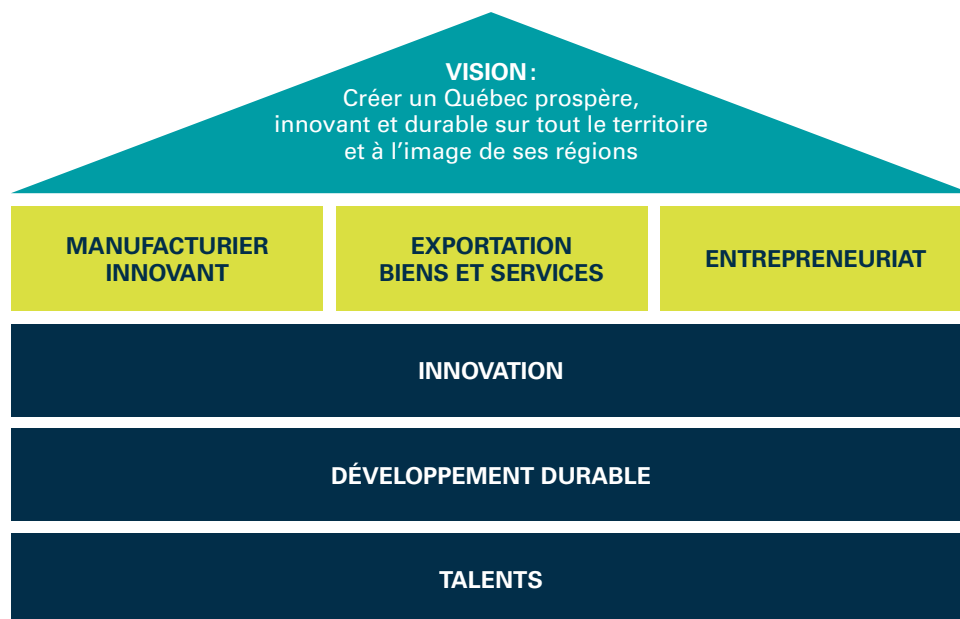 VISION :
Créer un Québec prospère,
innovant et durable sur tout le territoire
et à l’image de ses régions
MANUFACTURIER
INNOVANT
EXPORTATION
BIENS ET SERVICES
ENTREPRENEURIAT
INNOVATION
DÉVELOPPEMENT DURABLE
TALENTS